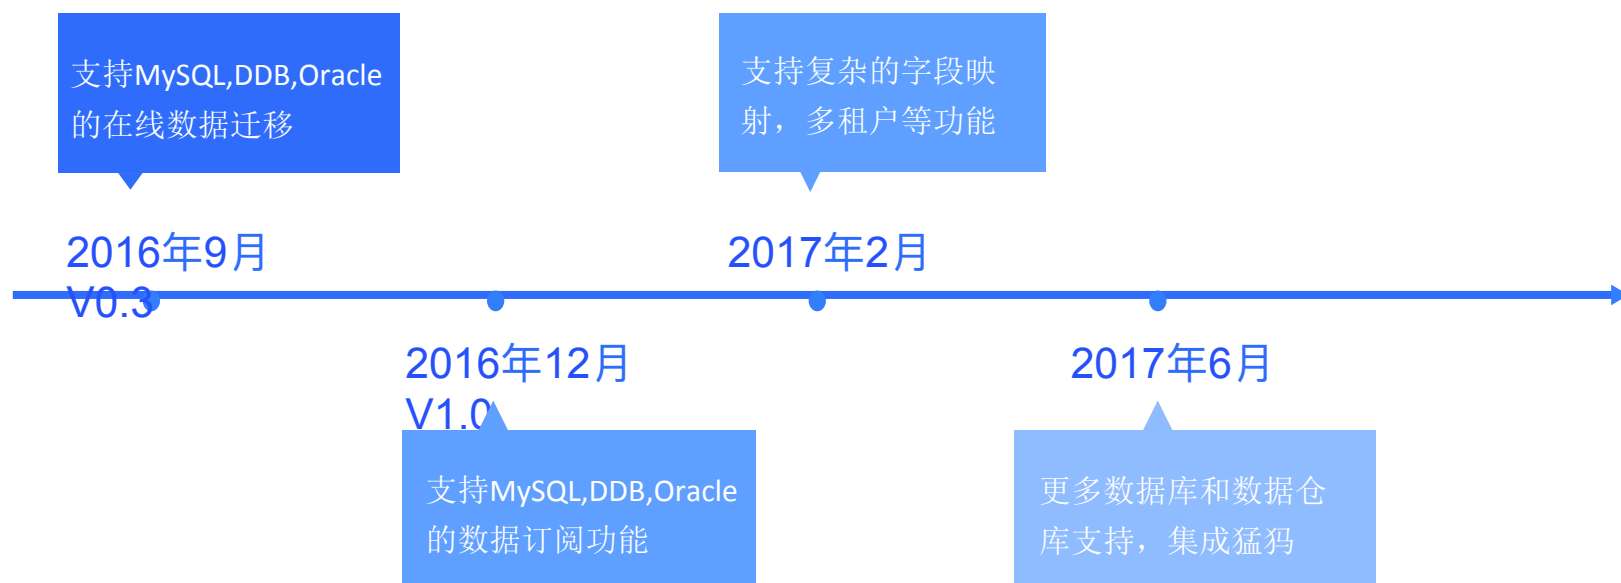 支持MySQL,DDB,Oracle
的在线数据迁移
2016年9月
V0.3
2016年12月
V1.0
支持MySQL,DDB,Oracle
的数据订阅功能
支持复杂的字段映
射，多租户等功能
2017年2月
2017年6月
更多数据库和数据仓
库支持，集成猛犸